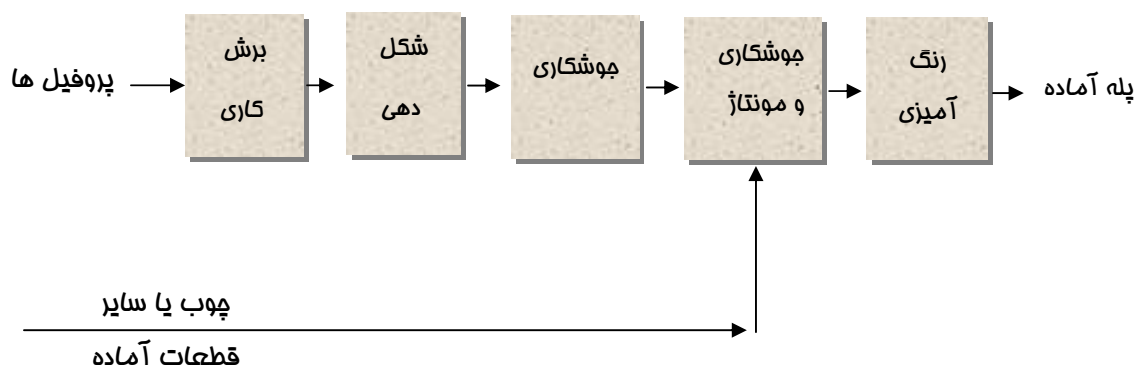 پروفیل ها
برش
کاری
شکل
دهی
جوشکاری
جوشکاری
و مونتاژ
رنگ
آمیزی
پله آماده
چوب یا سایر
قطعات آماده